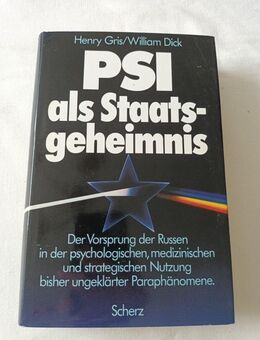 Henry Gris/William Dick
PSI
als Staats-
geheimnis
Der Vorsprung der Russen
in der psychologischen, medizinischen
und strategischen Nutzung
bisher ungeklärter Paraphänomene.
Scherz